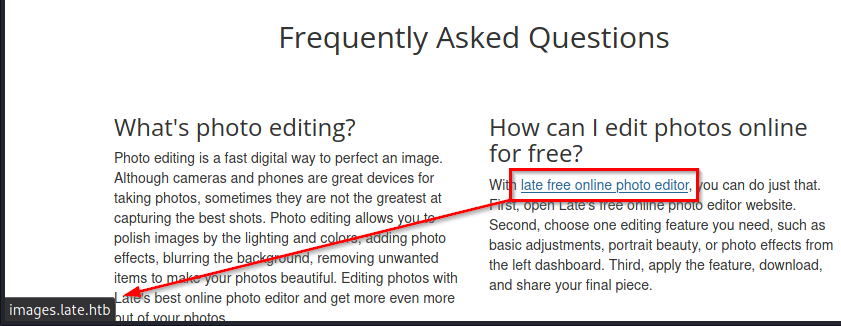 Frequently Asked Questions
What's photo editing?
Photo editing is a fast digital way to perfect an image.
Although cameras and phones are great devices for
taking photos, sometimes they are not the greatest at
capturing the best shots. Photo editing allows you to
polish images by the lighting and colors, adding photo
effects, blurring the background, removing unwanted
items to make your photos beautiful. Editing photos with
Late's best online photo editor and get more even more
out of your photos.
How can I edit photos online
for free?
With late free online photo editor, you can do just that.
First, open Late's free online photo editor website.
Second, choose one editing feature you need, such as
basic adjustments, portrait beauty, or photo effects from
the left dashboard. Third, apply the feature, download,
and share your final piece.
images.late.htb